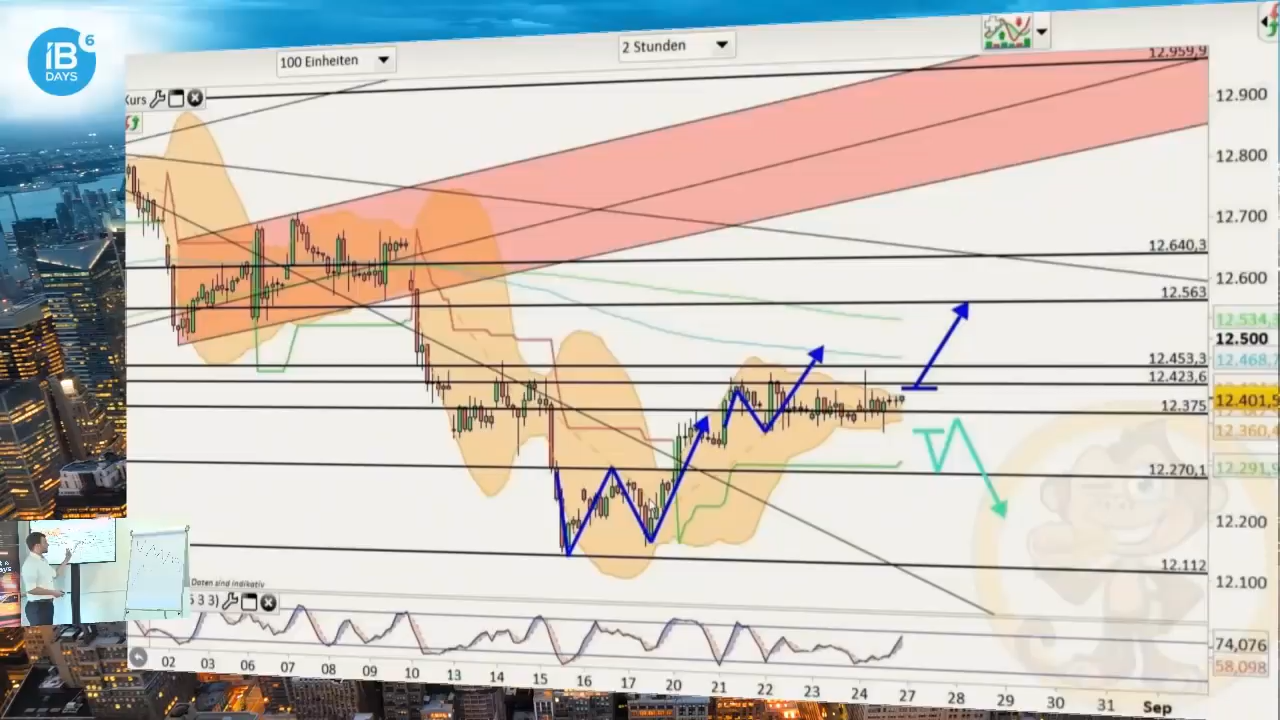 iB 6
DAYS
100 Einheiten
2 Stunden
Kurs
12.959,9
12.900
12.800
12.700
12.640,3
12.600
12.563
12.534,
12.500
12.468,
12.453,3
12.423,6
12.401,5
12.375
12.360,4
12.291,9
12.270,1
12.200
12.112
12.100
Daten sind indikativ
5 3 3)
74,076
58,098
02 03 06 07 08 09 10 13 14 15 16 17 20 21 22 23 24 27 28 29 30 31 Sep